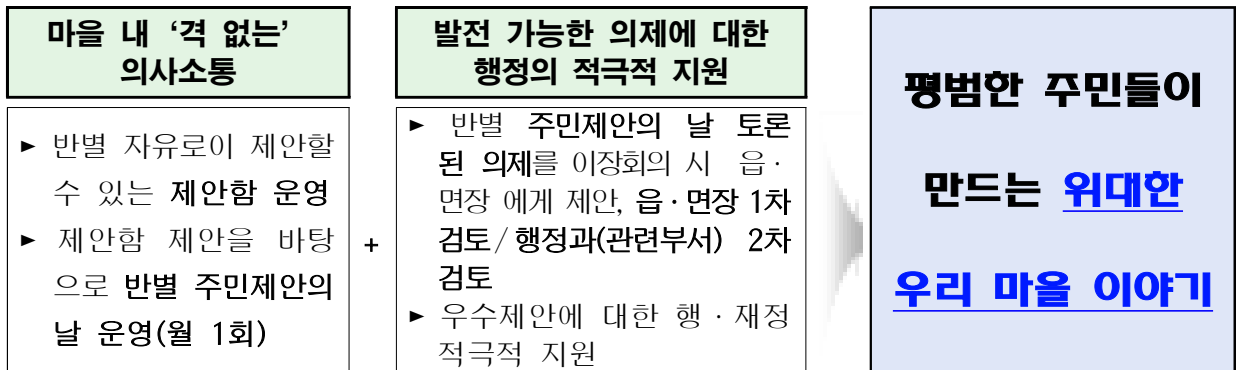 마을 내 ‘격 없는’
의사소통
► 반별 자유로이 제안할
수 있는 제안함 운영
► 제안함 제안을 바탕
으로 반별 주민제안의
날 운영(월 1회)
+
발전 가능한 의제에 대한
행정의 적극적 지원
► 반별 주민제안의 날 토론
된 의제를 이장회의 시 읍·
면장 에게 제안, 읍·면장 1차
검토/행정과(관련부서) 2차
검토
► 우수제안에 대한 행·재정
적극적 지원
평범한 주민들이
만드는 위대한
우리 마을 이야기